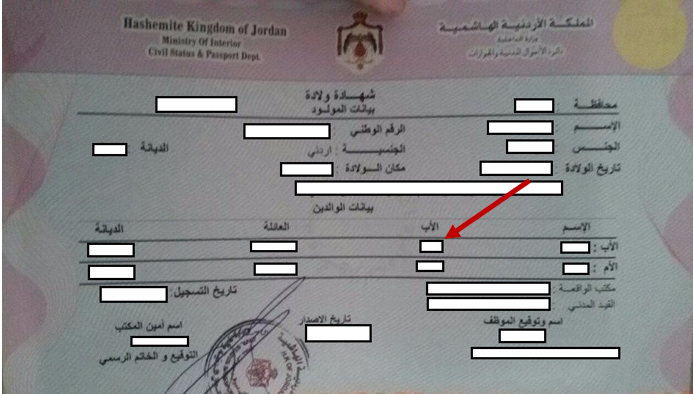 Hashemite Kingdom of Jordan
Ministry Of Interior
Civil Status & Passport Dept.
المملكة الأردنية الهاشمية
وزارة الداخلية
دائرة الأحوال المدنية والجوازات
شهادة ولادة
بيانات المولود
محافظة :
الإسم : الرقم الوطني :
الجنس : الجنسية : اردني الديانة :
تاريخ الولادة : مكان الولادة :
بيانات الوالدين
الإسم الأب العائلة الديانة
الأب :
الأم :
مكتب الواقعة : تاريخ التسجيل :
القيد المدني :
اسم وتوقيع الموظف تاريخ الاصدار اسم أمين المكتب
التوقيع و الخاتم الرسمي